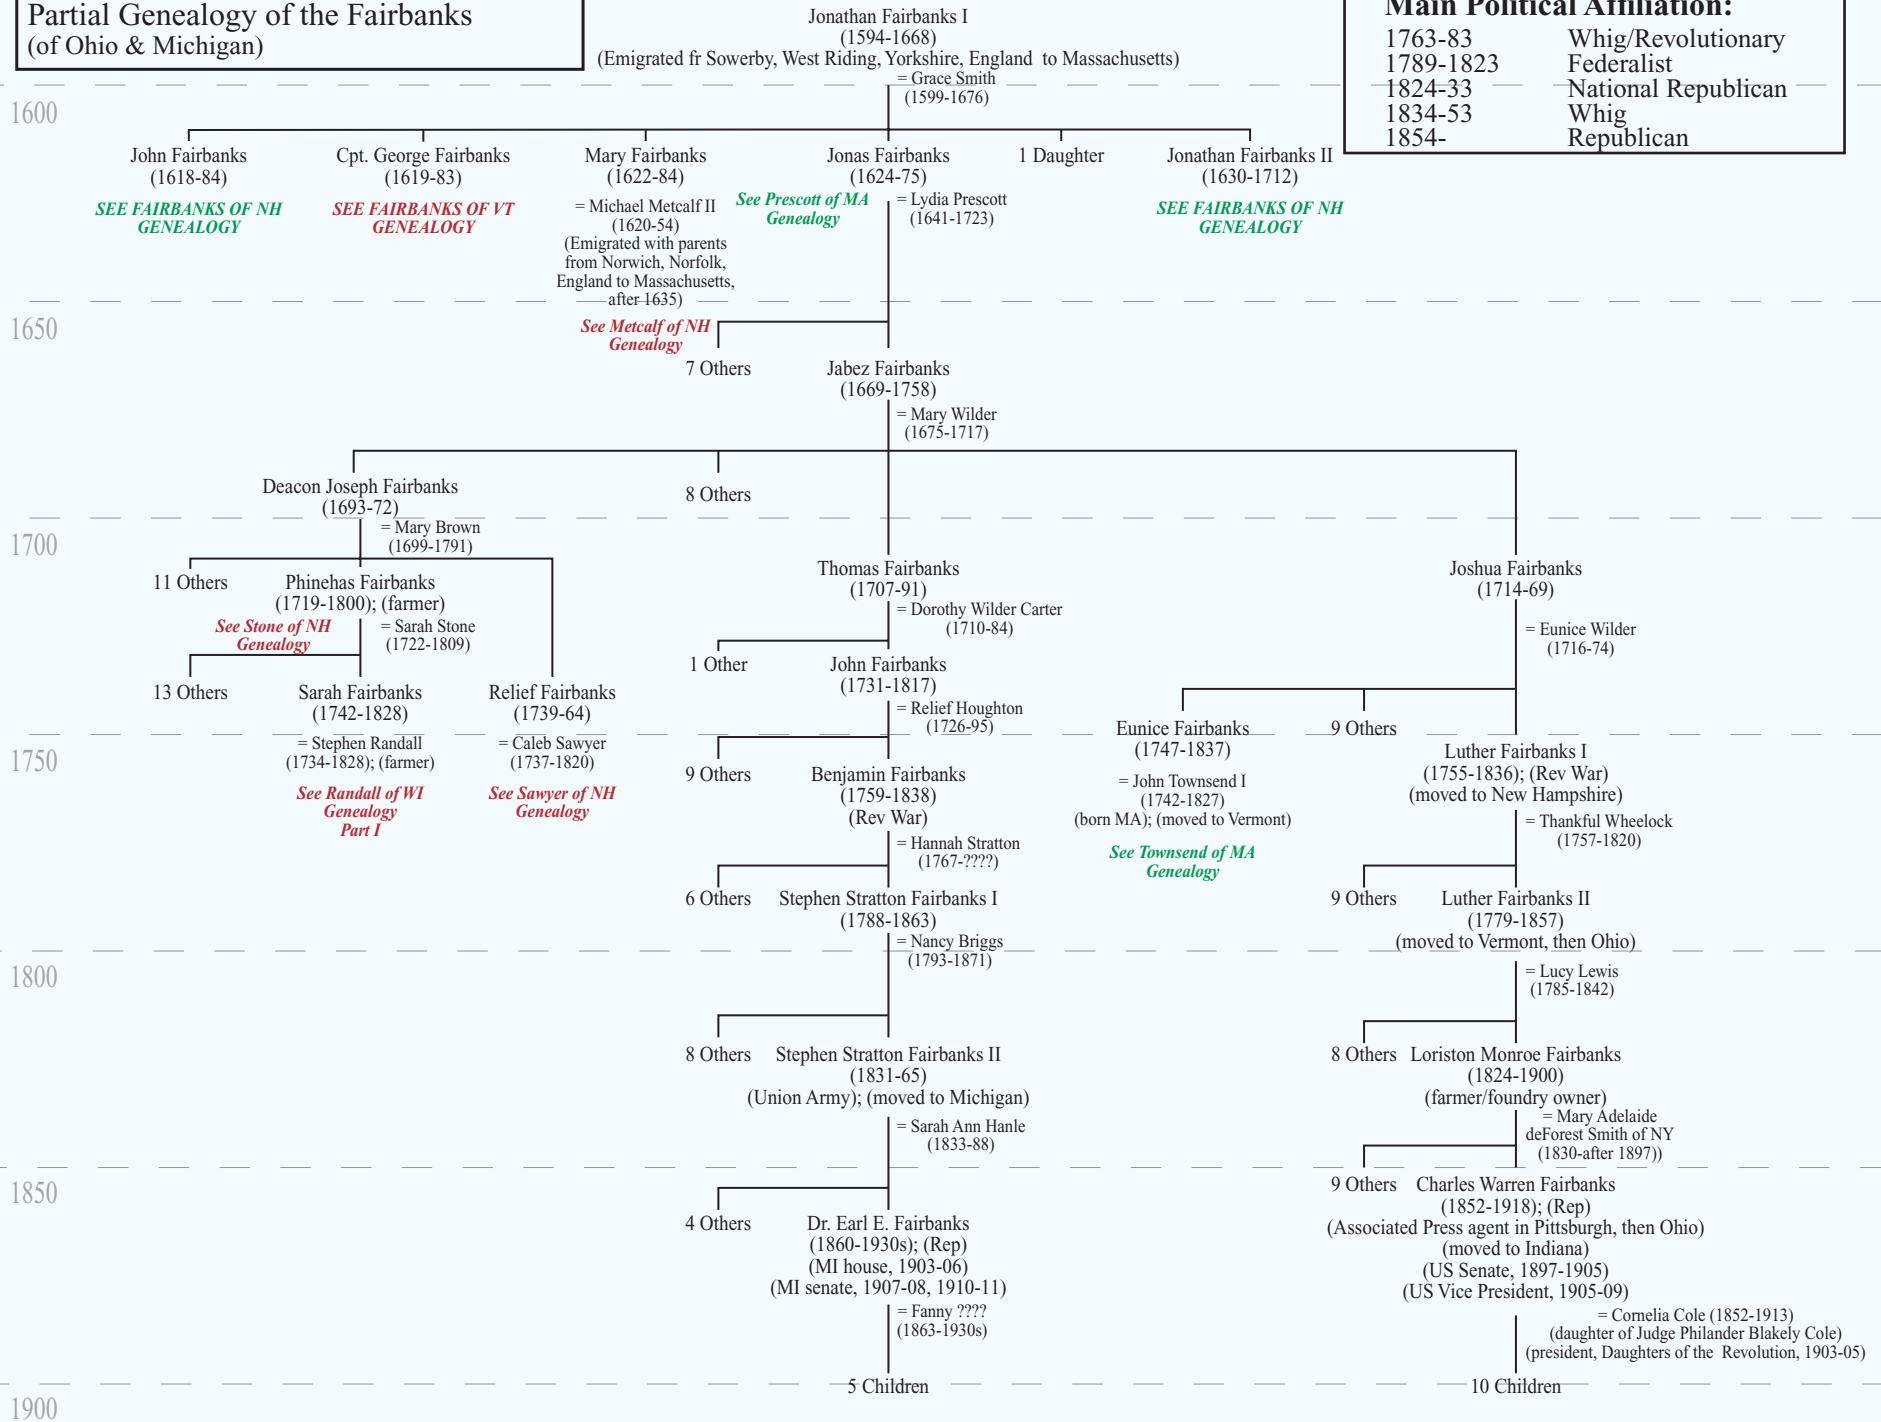 Partial Genealogy of the Fairbanks
(of Ohio & Michigan)
Main Political Affiliation:
1763-83 Whig/Revolutionary
1789-1823 Federalist
1824-33 National Republican
1834-53 Whig
1854- Republican
Jonathan Fairbanks I
(1594-1668)
(Emigrated fr Sowerby, West Riding, Yorkshire, England to Massachusetts)
= Grace Smith
(1599-1676)
1600
John Fairbanks
(1618-84)
SEE FAIRBANKS OF NH
GENEALOGY
Cpt. George Fairbanks
(1619-83)
SEE FAIRBANKS OF VT
GENEALOGY
Mary Fairbanks
(1622-84)
= Michael Metcalf II
(1620-54)
(Emigrated with parents
from Norwich, Norfolk,
England to Massachusetts,
after 1635)
See Metcalf of NH
Genealogy
Jonas Fairbanks
(1624-75)
See Prescott of MA
Genealogy
= Lydia Prescott
(1641-1723)
1 Daughter
Jonathan Fairbanks II
(1630-1712)
SEE FAIRBANKS OF NH
GENEALOGY
1650
7 Others
Jabez Fairbanks
(1669-1758)
= Mary Wilder
(1675-1717)
Deacon Joseph Fairbanks
(1693-72)
= Mary Brown
(1699-1791)
8 Others
1700
11 Others
Phinehas Fairbanks
(1719-1800); (farmer)
See Stone of NH
Genealogy
= Sarah Stone
(1722-1809)
Thomas Fairbanks
(1707-91)
= Dorothy Wilder Carter
(1710-84)
Joshua Fairbanks
(1714-69)
= Eunice Wilder
(1716-74)
13 Others
Sarah Fairbanks
(1742-1828)
= Stephen Randall
(1734-1828); (farmer)
See Randall of WI
Genealogy
Part I
Relief Fairbanks
(1739-64)
= Caleb Sawyer
(1737-1820)
See Sawyer of NH
Genealogy
1 Other
John Fairbanks
(1731-1817)
= Relief Houghton
(1726-95)
Eunice Fairbanks
(1747-1837)
= John Townsend I
(1742-1827)
(born MA); (moved to Vermont)
See Townsend of MA
Genealogy
9 Others
Luther Fairbanks I
(1755-1836); (Rev War)
(moved to New Hampshire)
= Thankful Wheelock
(1757-1820)
1750
9 Others
Benjamin Fairbanks
(1759-1838)
(Rev War)
= Hannah Stratton
(1767-????)
6 Others
Stephen Stratton Fairbanks I
(1788-1863)
= Nancy Briggs
(1793-1871)
9 Others
Luther Fairbanks II
(1779-1857)
(moved to Vermont, then Ohio)
= Lucy Lewis
(1785-1842)
1800
8 Others
Stephen Stratton Fairbanks II
(1831-65)
(Union Army); (moved to Michigan)
= Sarah Ann Hanle
(1833-88)
8 Others
Loriston Monroe Fairbanks
(1824-1900)
(farmer/foundry owner)
= Mary Adelaide
deForest Smith of NY
(1830-after 1897))
1850
4 Others
Dr. Earl E. Fairbanks
(1860-1930s); (Rep)
(MI house, 1903-06)
(MI senate, 1907-08, 1910-11)
= Fanny ????
(1863-1930s)
9 Others
Charles Warren Fairbanks
(1852-1918); (Rep)
(Associated Press agent in Pittsburgh, then Ohio)
(moved to Indiana)
(US Senate, 1897-1905)
(US Vice President, 1905-09)
= Cornelia Cole (1852-1913)
(daughter of Judge Philander Blakely Cole)
(president, Daughters of the Revolution, 1903-05)
5 Children
10 Children
1900